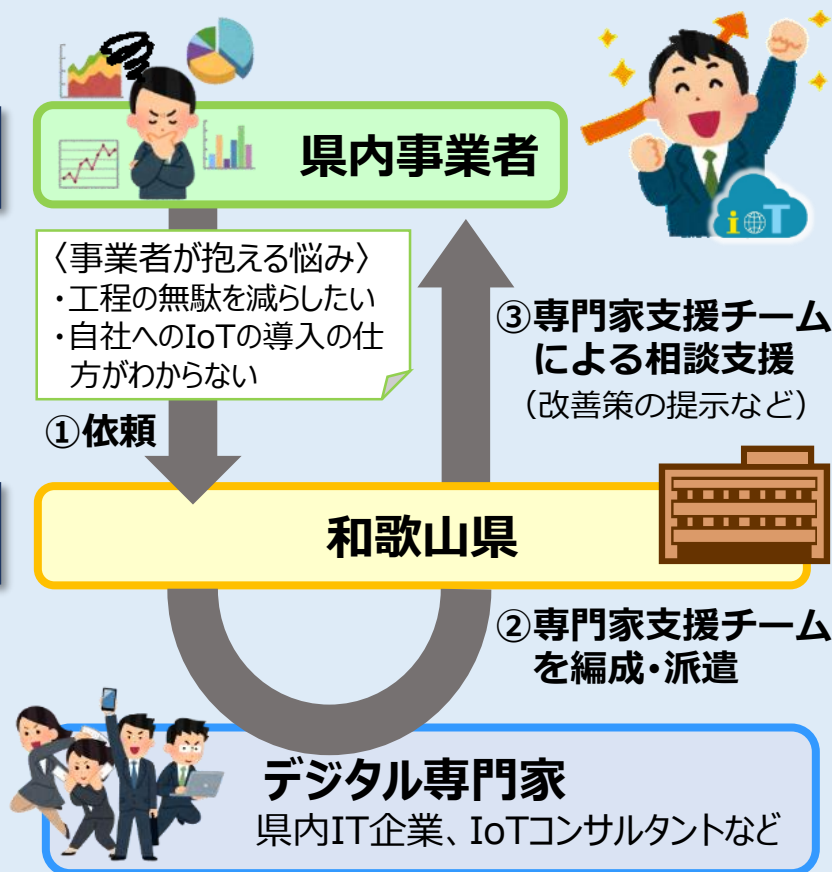 県内事業者
ioT
〈事業者が抱える悩み〉
・工程の無駄を減らしたい
・自社へのIoTの導入の仕
方がわからない
①依頼
③専門家支援チーム
による相談支援
（改善策の提示など）
和歌山県
②専門家支援チーム
を編成・派遣
デジタル専門家
県内IT企業、IoTコンサルタントなど